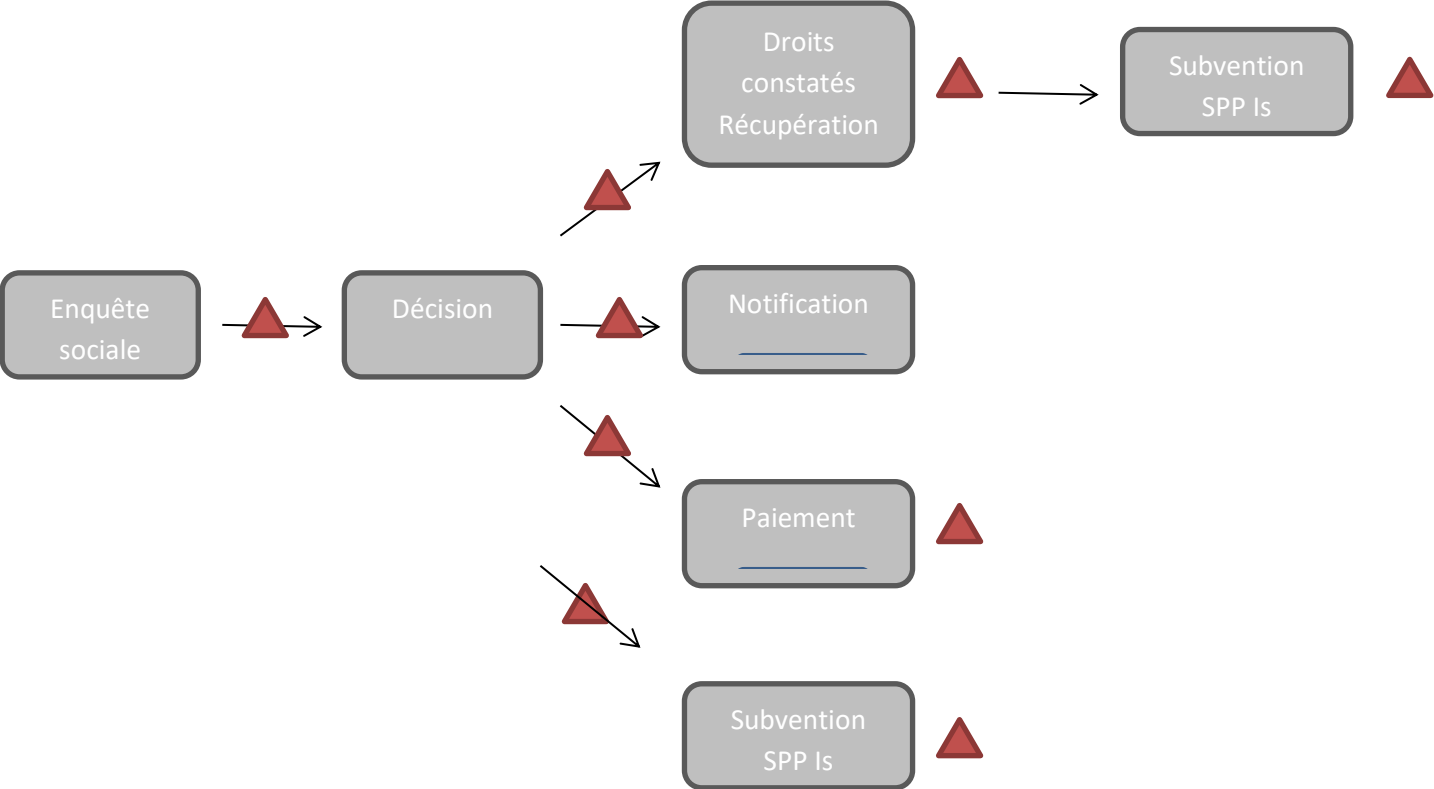 Droits
constatés
Récupération
Subvention
SPP Is
Enquête
sociale
Décision
Notification
Paiement
Subvention
SPP Is